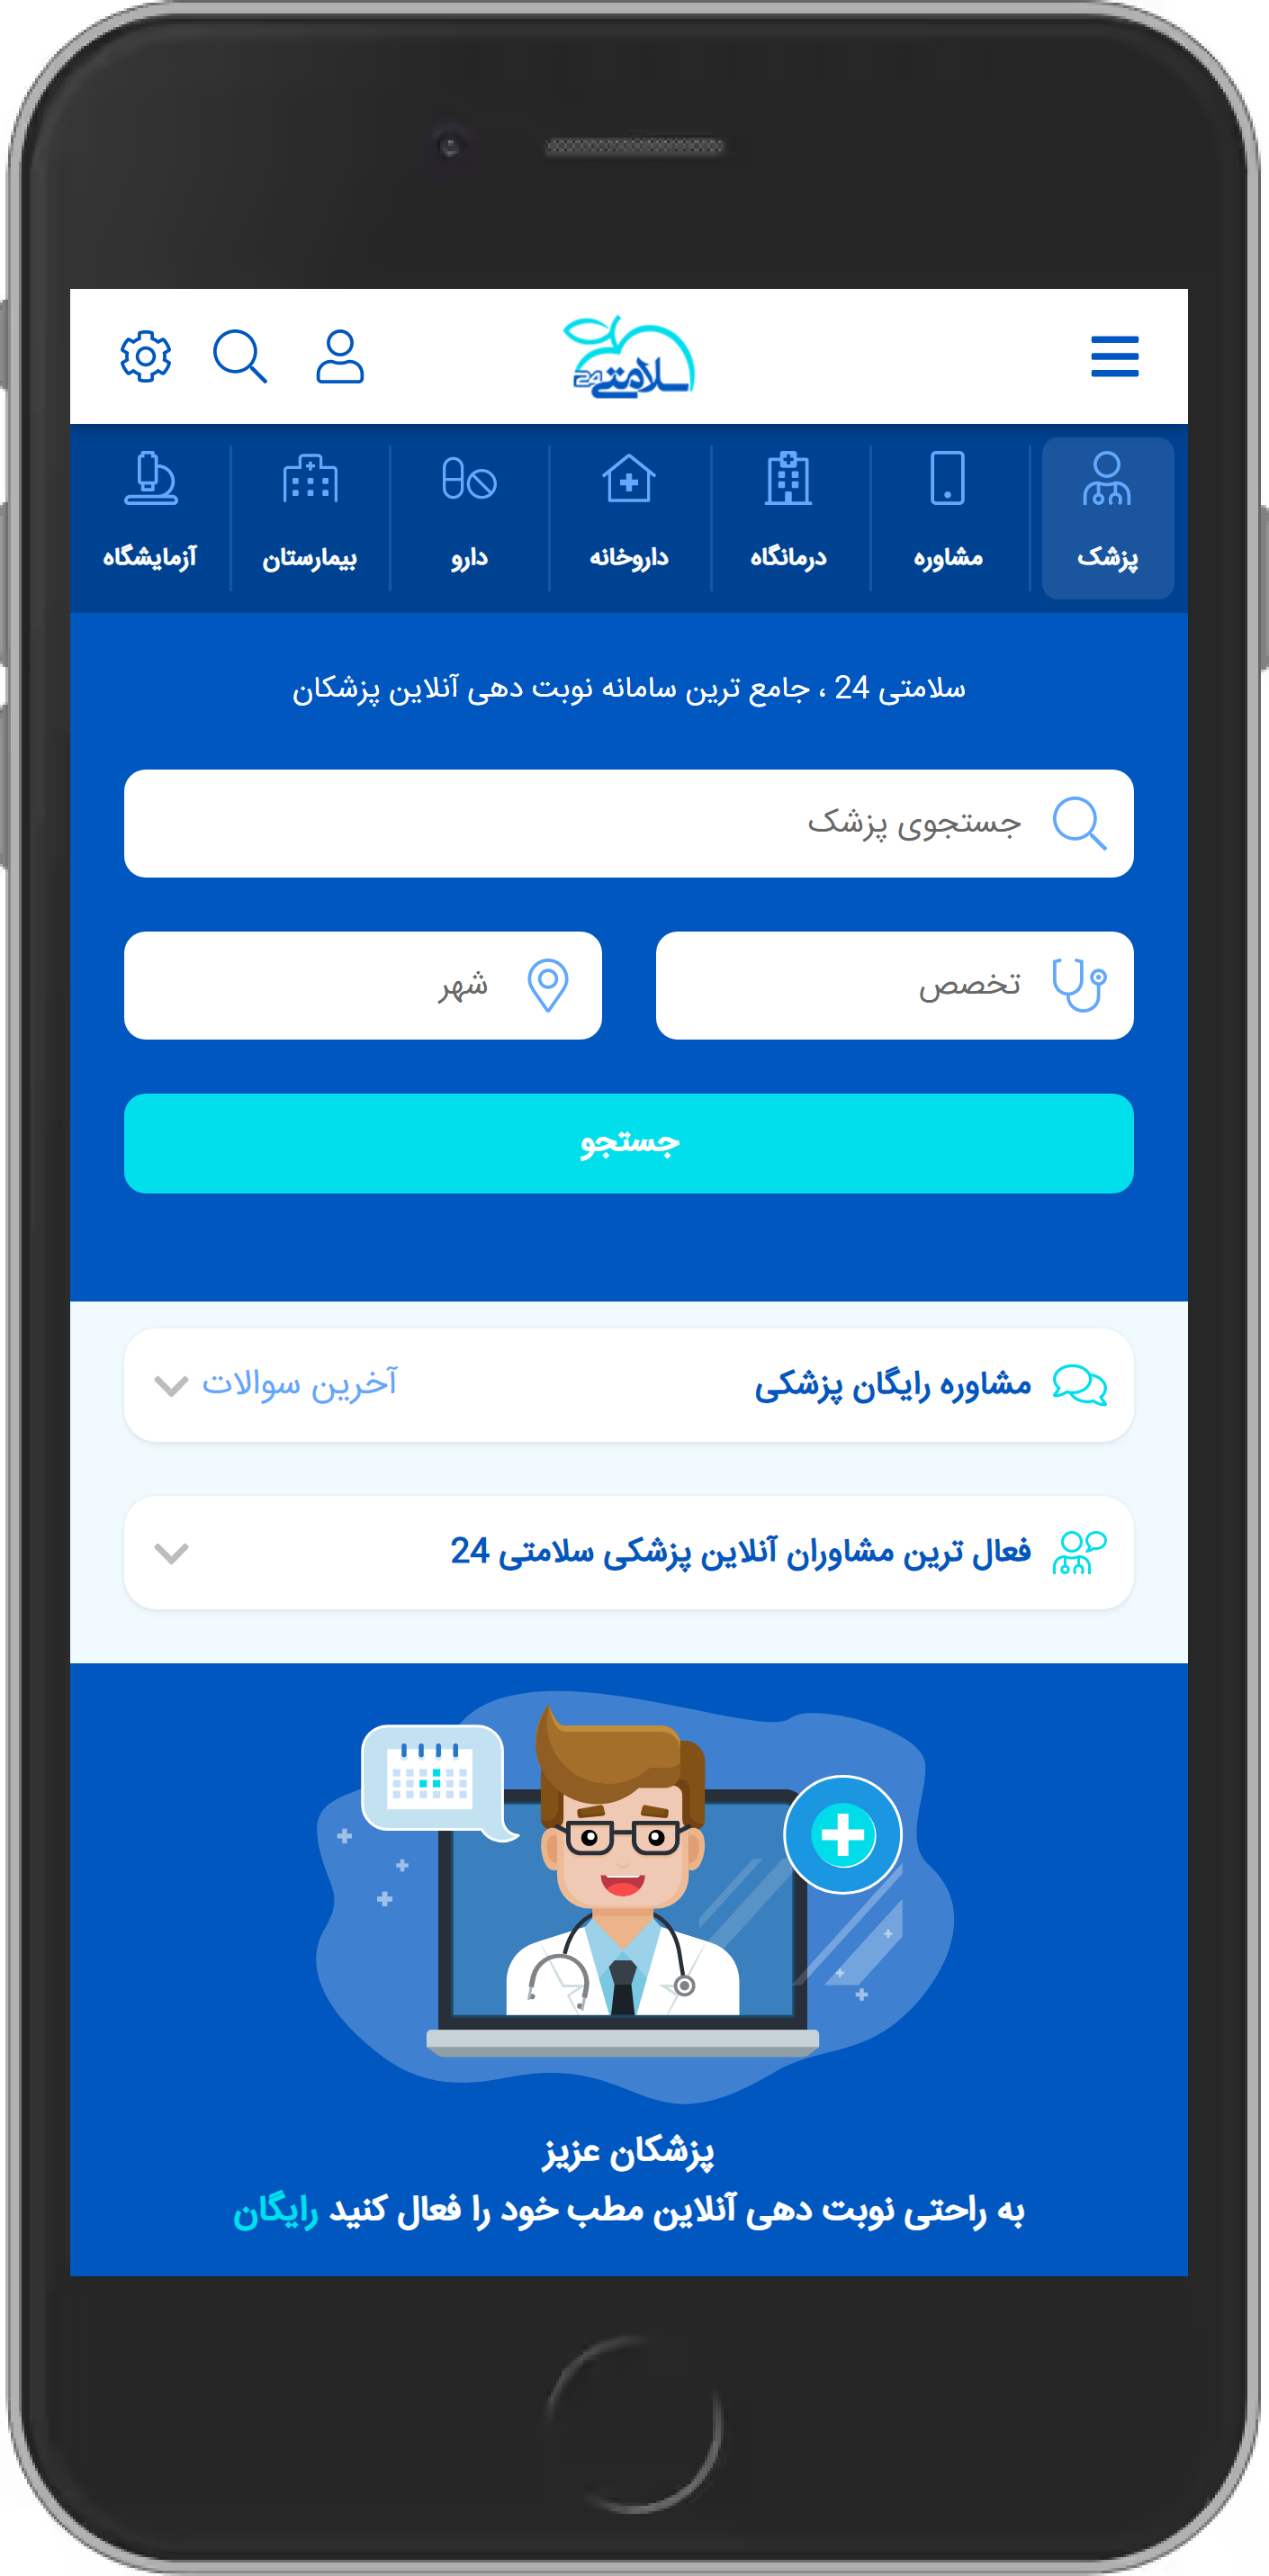 سلامتی 24
پزشک
مشاوره
درمانگاه
داروخانه
دارو
بیمارستان
آزمایشگاه
سلامتی 24 ، جامع ترین سامانه نوبت دهی آنلاین پزشکان
جستجوی پزشک
تخصص
شهر
جستجو
مشاوره رایگان پزشکی
آخرین سوالات
فعال ترین مشاوران آنلاین پزشکی سلامتی 24
پزشکان عزیز
به راحتی نوبت دهی آنلاین مطب خود را فعال کنید رایگان